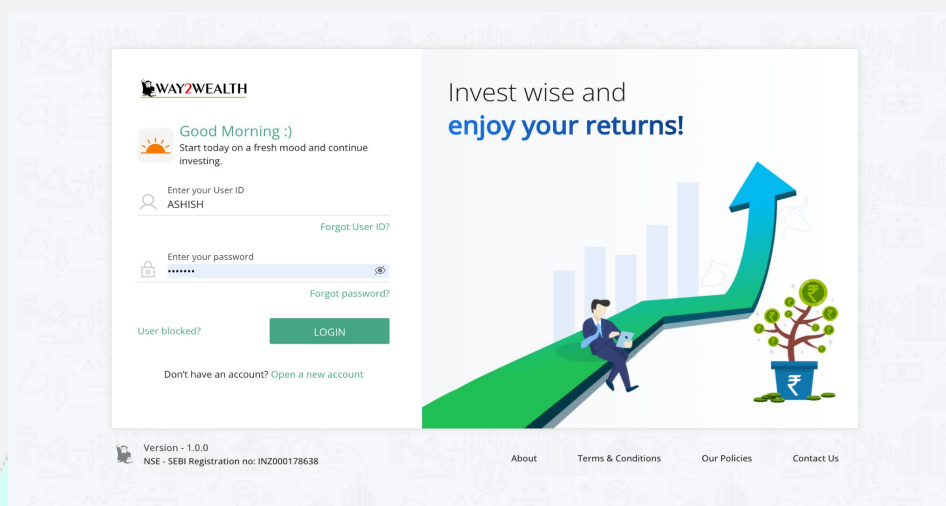 WAY2WEALTH
Good Morning :)
Start today on a fresh mood and continue
investing.
Enter your User ID
ASHISH
Forgot User ID?
Enter your password
•••••••
Forgot password?
User blocked?
LOGIN
Don't have an account? Open a new account
Invest wise and
enjoy your returns!
₹
₹
₹
₹
₹
₹
Version - 1.0.0
NSE - SEBI Registration no: INZ000178638
About
Terms & Conditions
Our Policies
Contact Us